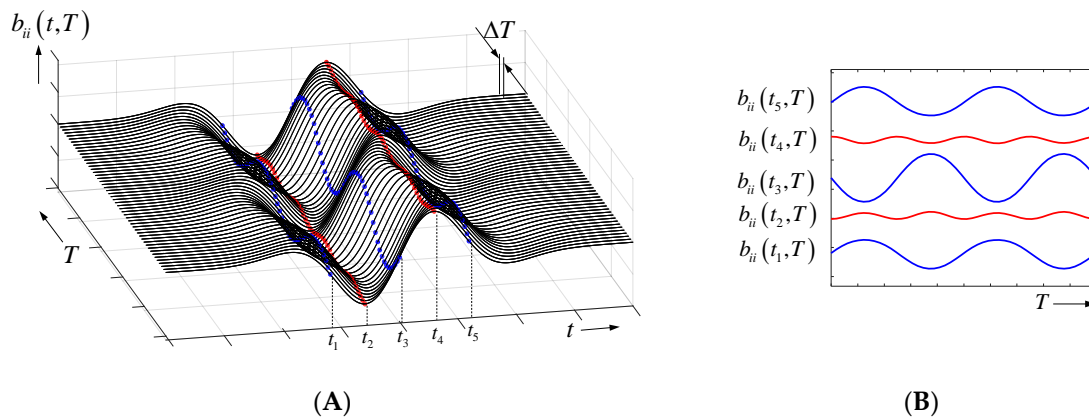 b_ii(t,T)
ΔT
T
t_1 t_2 t_3 t_4 t_5
t
(A)
b_ii(t_5,T)
b_ii(t_4,T)
b_ii(t_3,T)
b_ii(t_2,T)
b_ii(t_1,T)
T
(B)